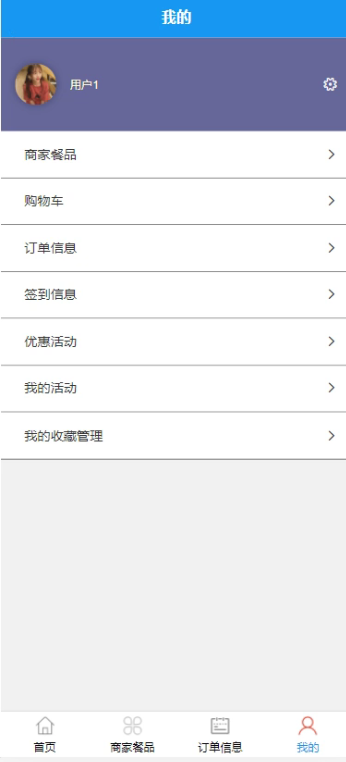 我的
用户1
商家餐品
购物车
订单信息
签到信息
优惠活动
我的活动
我的收藏管理
首页 商家餐品 订单信息 我的